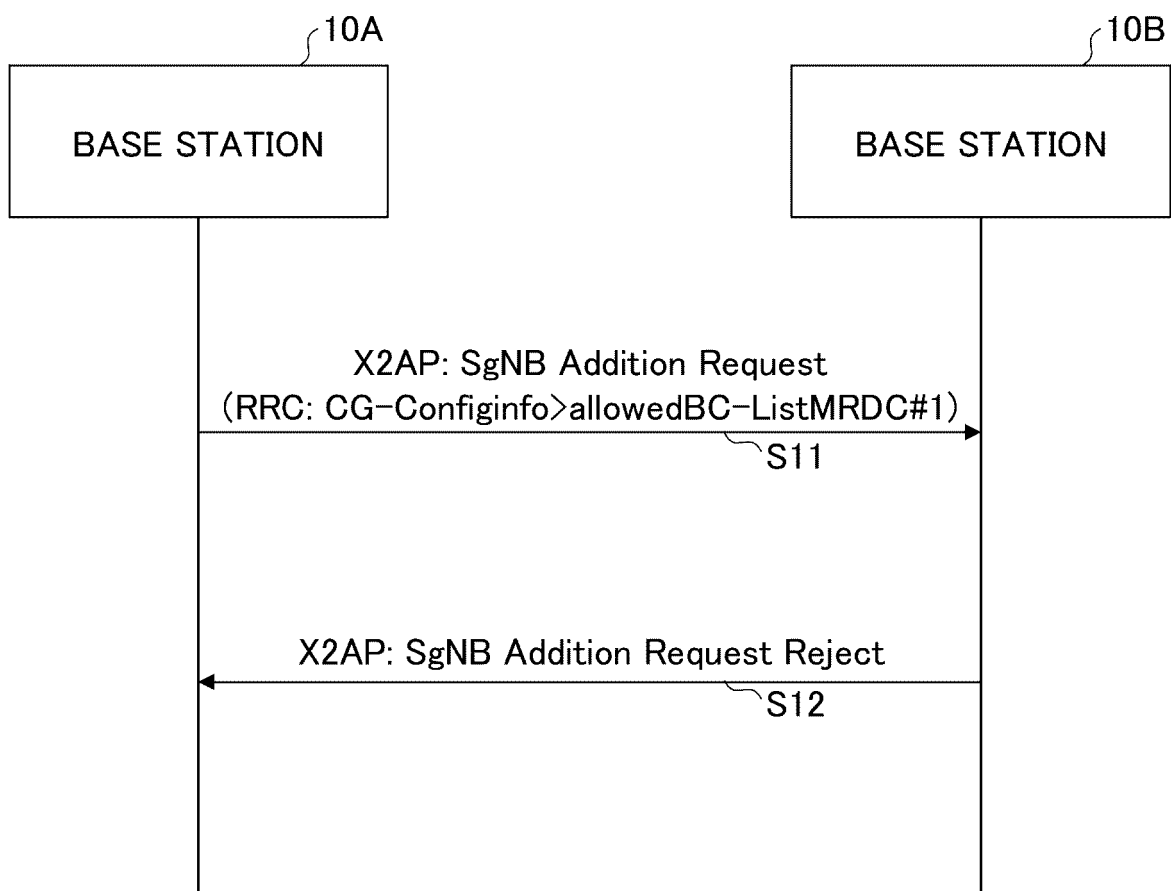 10A
10B
BASE STATION
BASE STATION
X2AP: SgNB Addition Request
(RRC: CG-Configinfo>allowedBC-ListMRDC#1)
S11
X2AP: SgNB Addition Request Reject
S12